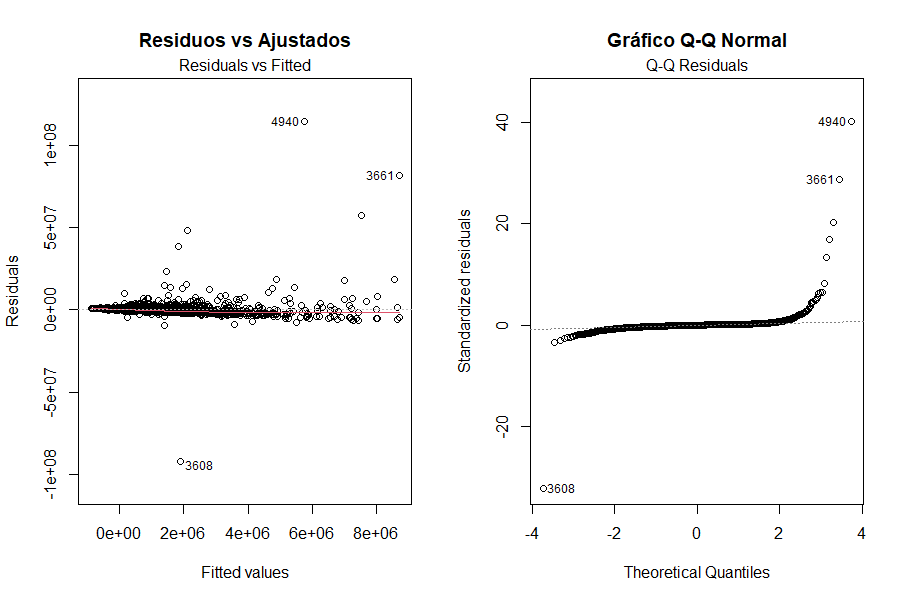 Residuos vs Ajustados
Residuals vs Fitted
Residuals
1e+08
5e+07
0e+00
-5e+07
-1e+08
4940
3661
3608
0e+00 2e+06 4e+06 6e+06 8e+06
Fitted values
Gráfico Q-Q Normal
Q-Q Residuals
Standardized residuals
40
20
0
-20
4940
3661
3608
-4 -2 0 2 4
Theoretical Quantiles